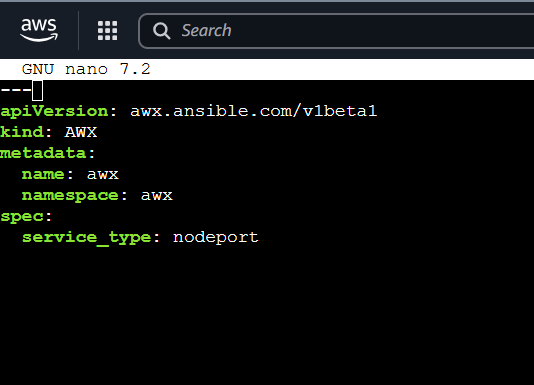 aws
Search
GNU nano 7.2
---
apiVersion: awx.ansible.com/v1beta1
kind: AWX
metadata:
  name: awx
  namespace: awx
spec:
  service_type: nodeport